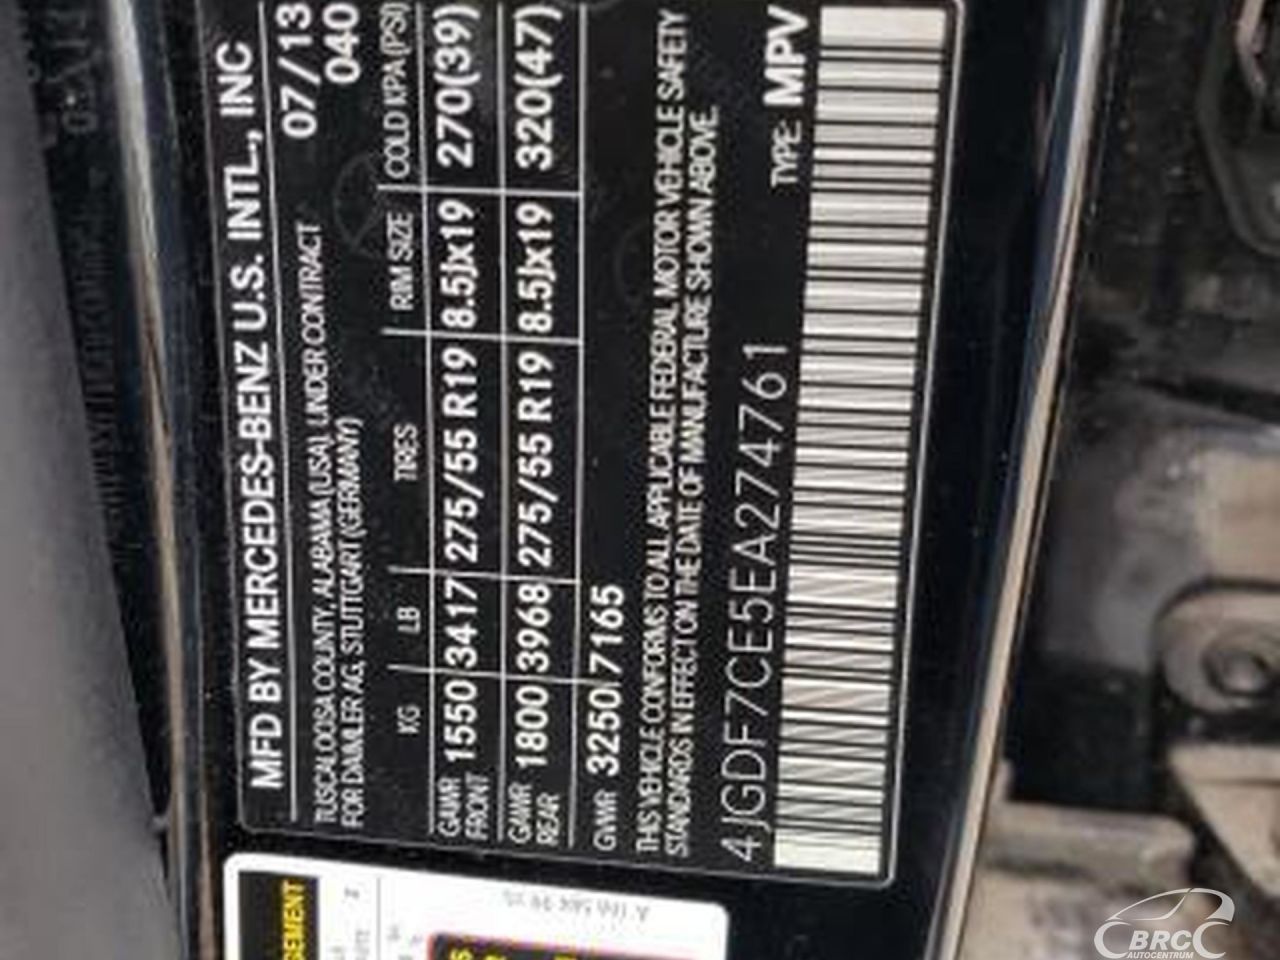 MFD BY MERCEDES-BENZ U.S. INTL., INC
TUSCALOOSA COUNTY, ALABAMA (USA), UNDER CONTRACT 07/13
FOR DAIMLER AG, STUTTGART (GERMANY) 040
KG LB TIRES RIM SIZE COLD KPA (PSI)
GAWR FRONT 1550 3417 275/55 R19 8.5Jx19 270(39)
GAWR REAR 1800 3968 275/55 R19 8.5Jx19 320(47)
GVWR 3250 7165
THIS VEHICLE CONFORMS TO ALL APPLICABLE FEDERAL MOTOR VEHICLE SAFETY
STANDARDS IN EFFECT ON THE DATE OF MANUFACTURE SHOWN ABOVE.
4JGDF7CE5EA274761 TYPE: MPV
BRC
AUTOCENTRUM